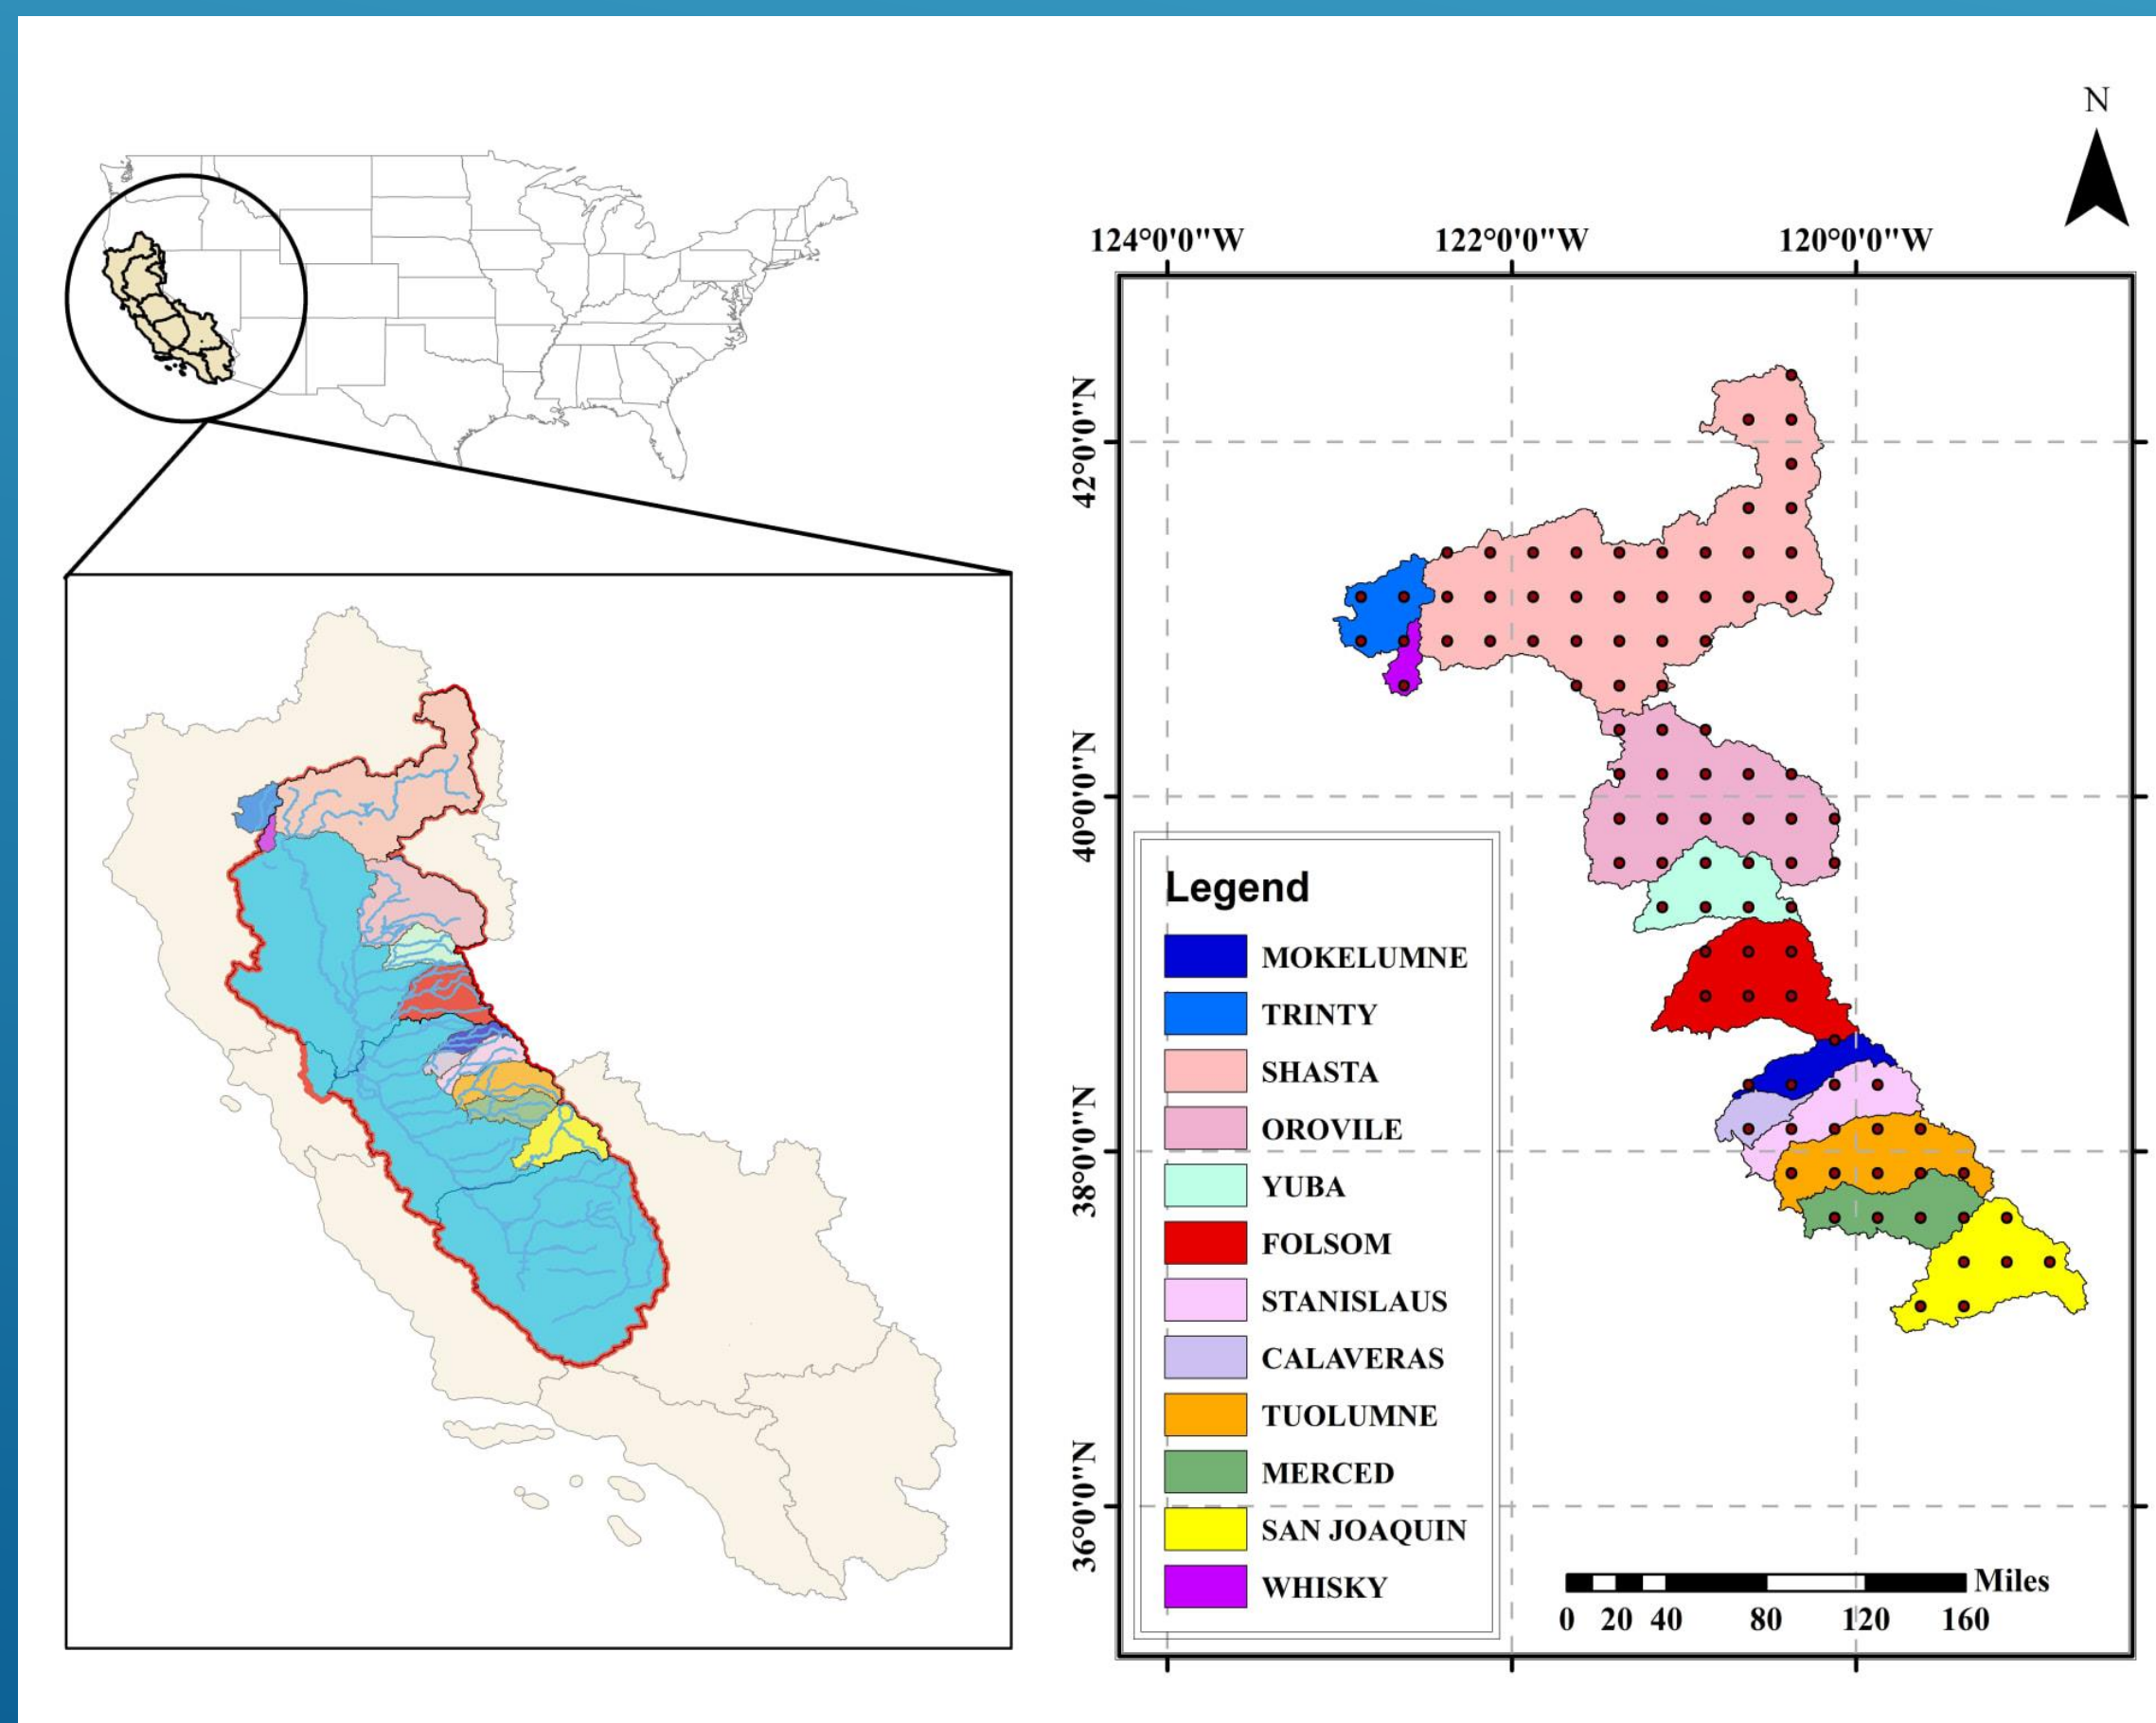 N
124°0'0"W 122°0'0"W 120°0'0"W
42°0'0"N
40°0'0"N
38°0'0"N
36°0'0"N
Legend
MOKELUMNE
TRINTY
SHASTA
OROVILE
YUBA
FOLSOM
STANISLAUS
CALAVERAS
TUOLUMNE
MERCED
SAN JOAQUIN
WHISKY
Miles
0 20 40 80 120 160